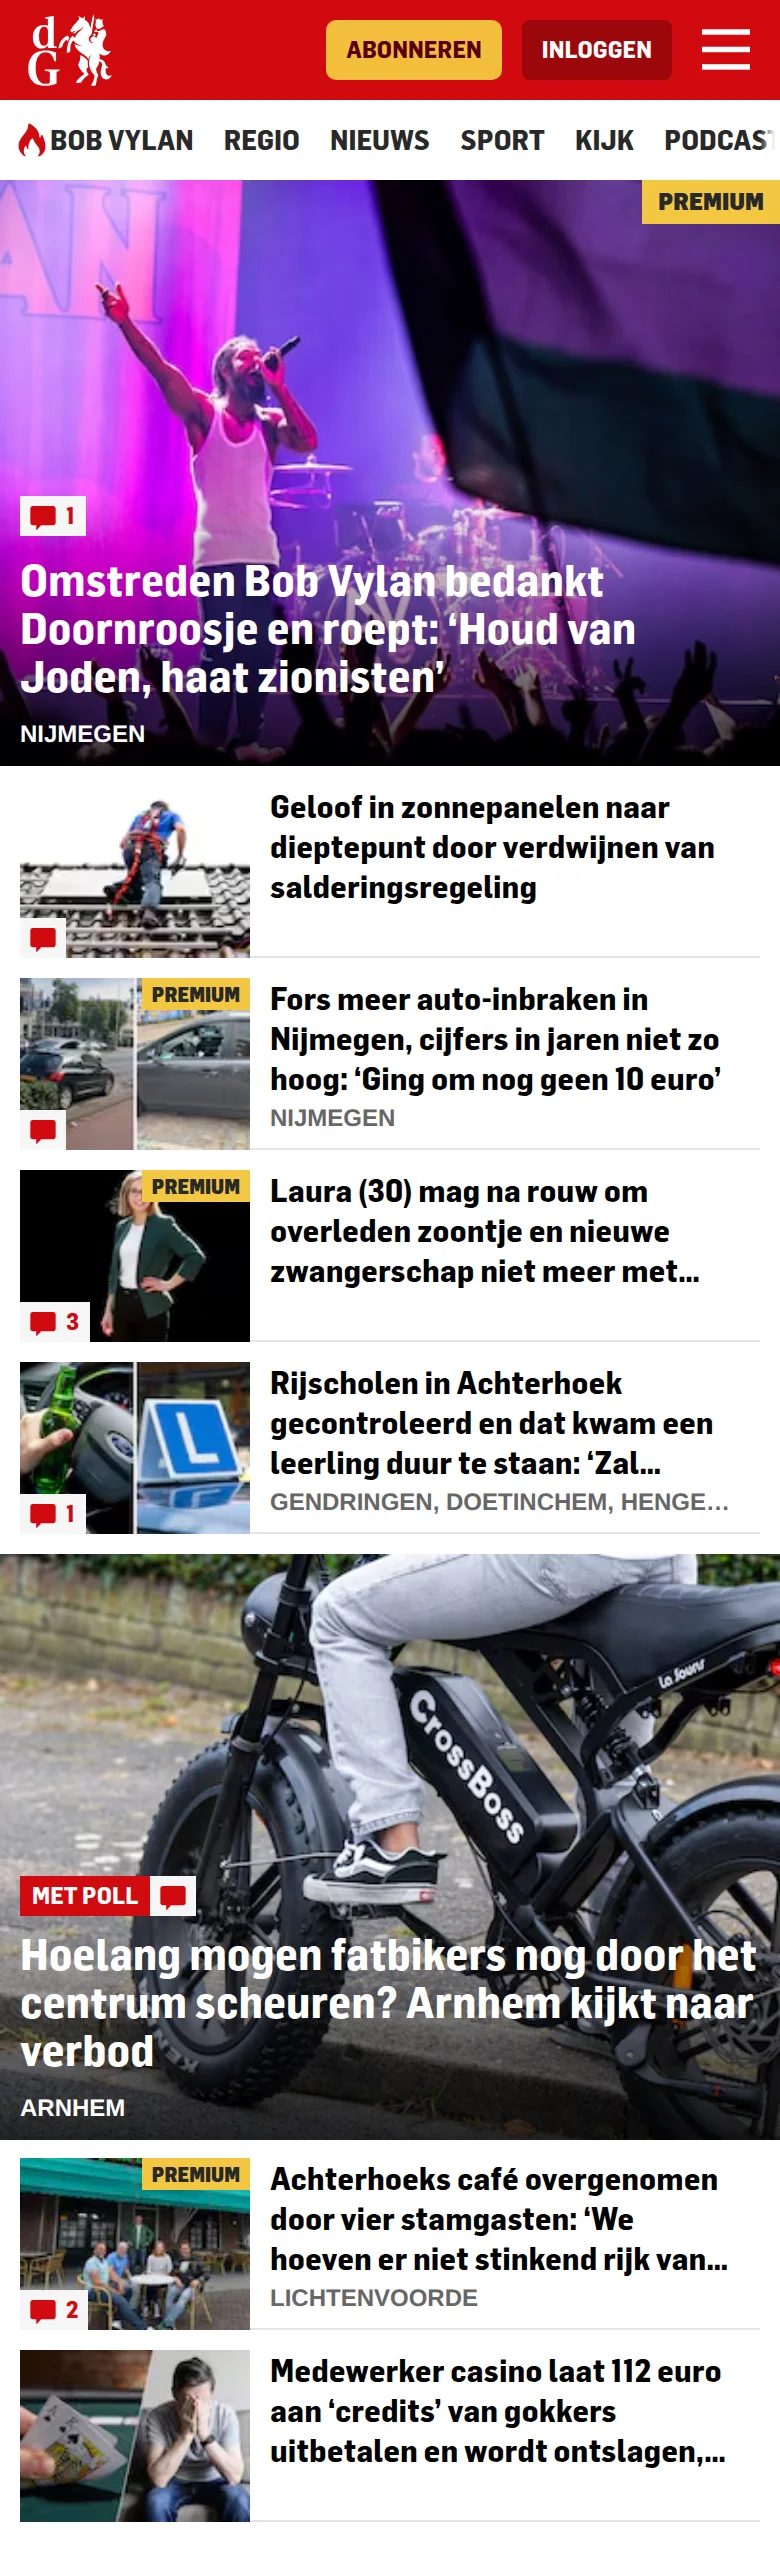 dG
ABONNEREN
INLOGGEN
BOB VYLAN
REGIO
NIEUWS
SPORT
KIJK
PODCAST
AN
PREMIUM
1
Omstreden Bob Vylan bedankt
Doornroosje en roept: ‘Houd van
Joden, haat zionisten’
NIJMEGEN
Geloof in zonnepanelen naar
dieptepunt door verdwijnen van
salderingsregeling
PREMIUM
Fors meer auto-inbraken in
Nijmegen, cijfers in jaren niet zo
hoog: ‘Ging om nog geen 10 euro’
NIJMEGEN
PREMIUM
3
Laura (30) mag na rouw om
overleden zoontje en nieuwe
zwangerschap niet meer met...
L
1
Rijscholen in Achterhoek
gecontroleerd en dat kwam een
leerling duur te staan: ‘Zal...
GENDRINGEN, DOETINCHEM, HENGE...
La Souris
CrossBoss
MET POLL
Hoelang mogen fatbikers nog door het
centrum scheuren? Arnhem kijkt naar
verbod
ARNHEM
PREMIUM
2
Achterhoeks café overgenomen
door vier stamgasten: ‘We
hoeven er niet stinkend rijk van...
LICHTENVOORDE
Medewerker casino laat 112 euro
aan ‘credits’ van gokkers
uitbetalen en wordt ontslagen,...